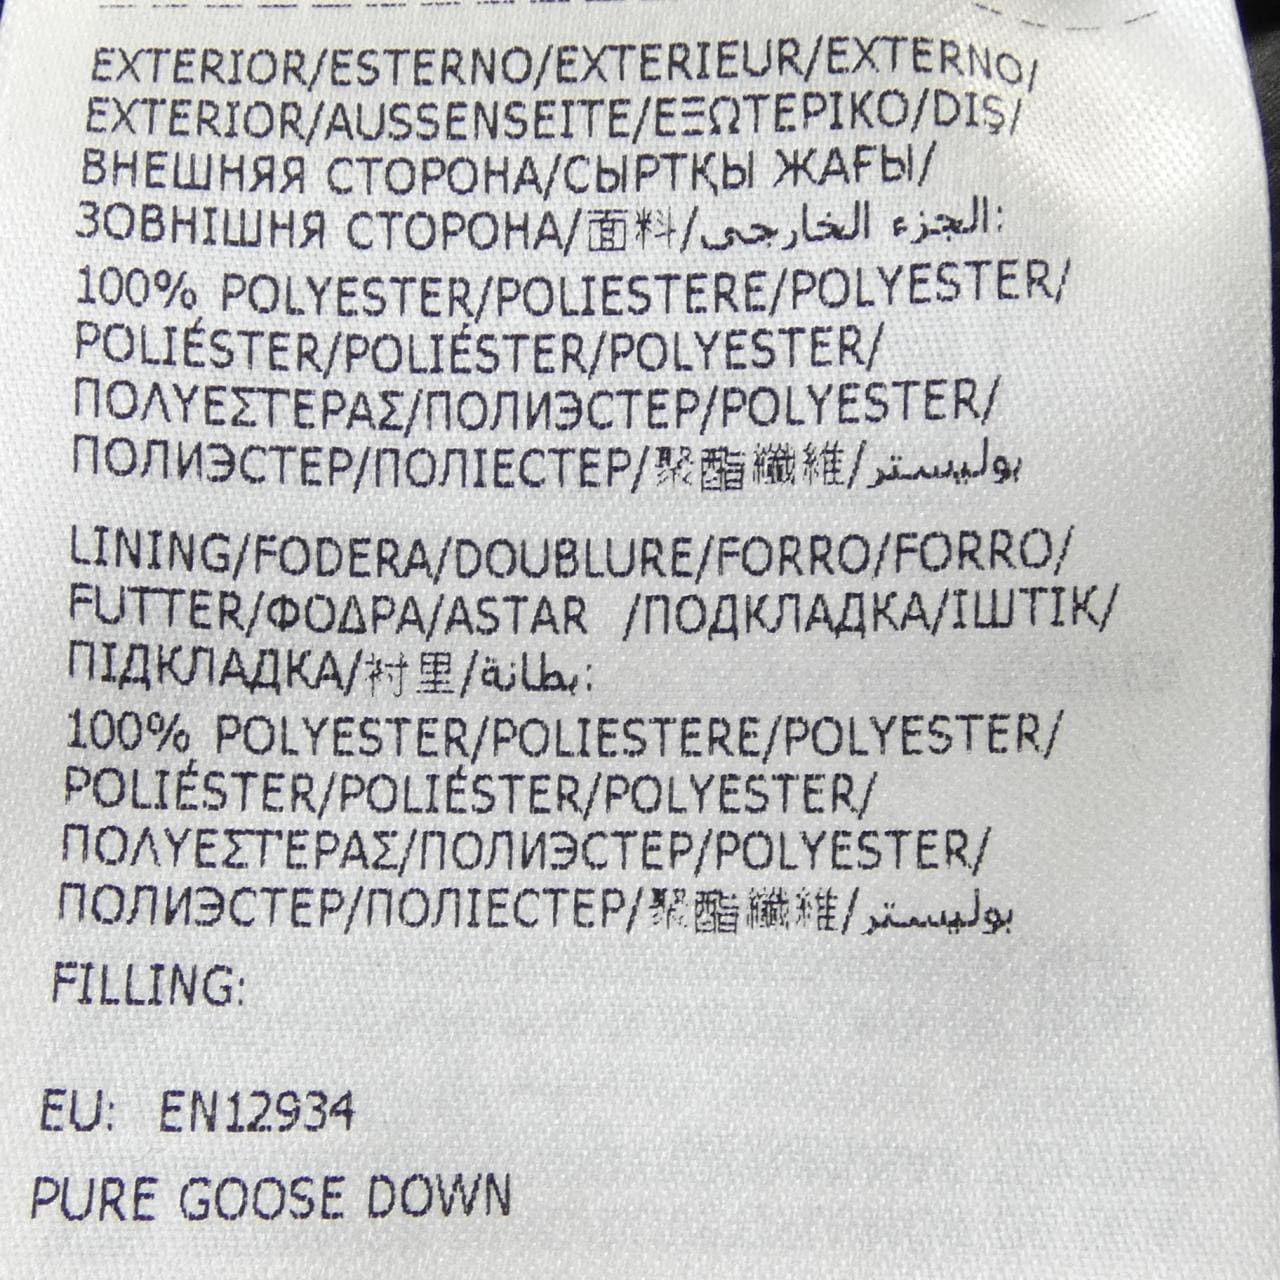 EXTERIOR/ESTERNO/EXTERIEUR/EXTERNO/
EXTERIOR/AUSSENSEITE/ΕΞΩΤΕΡΙΚΟ/DIŞ/
ВНЕШНЯЯ СТОРОНА/СЫРТҚЫ ЖАҒЫ/
ЗОВНІШНЯ СТОРОНА/面料/الجزء الخارجى:
100% POLYESTER/POLIESTERE/POLYESTER/
POLIÉSTER/POLIÉSTER/POLYESTER/
ΠΟΛΥΕΣΤΕΡΑΣ/ПОЛИЭСТЕР/POLYESTER/
ПОЛИЭСТЕР/ПОЛІЕСТЕР/聚酯纖維/بوليستر
LINING/FODERA/DOUBLURE/FORRO/FORRO/
FUTTER/ΦΟΔΡΑ/ASTAR /ПОДКЛАДКА/ІШТІК/
ПІДКЛАДКА/衬里/بطانة:
100% POLYESTER/POLIESTERE/POLYESTER/
POLIÉSTER/POLIÉSTER/POLYESTER/
ΠΟΛΥΕΣΤΕΡΑΣ/ПОЛИЭСТЕР/POLYESTER/
ПОЛИЭСТЕР/ПОЛІЕСТЕР/聚酯纖維/بوليستر
FILLING:
EU: EN12934
PURE GOOSE DOWN